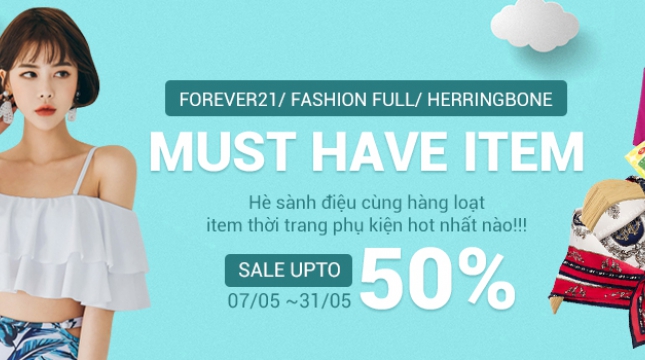 FOREVER21/ FASHION FULL/ HERRINGBONE
MUST HAVE ITEM
Hè sành điệu cùng hàng loạt
item thời trang phụ kiện hot nhất nào!!!
SALE UPTO
50%
07/05 ~31/05